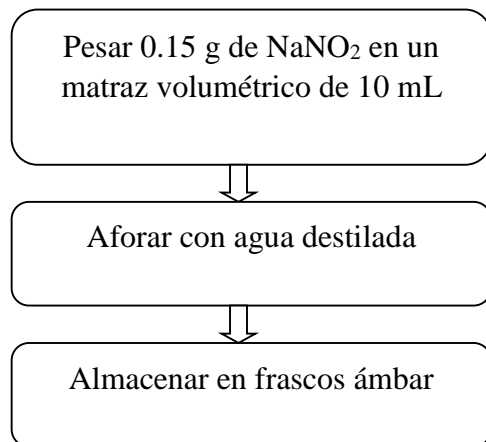 Pesar 0.15 g de NaNO₂ en un
matraz volumétrico de 10 mL
Aforar con agua destilada
Almacenar en frascos ámbar